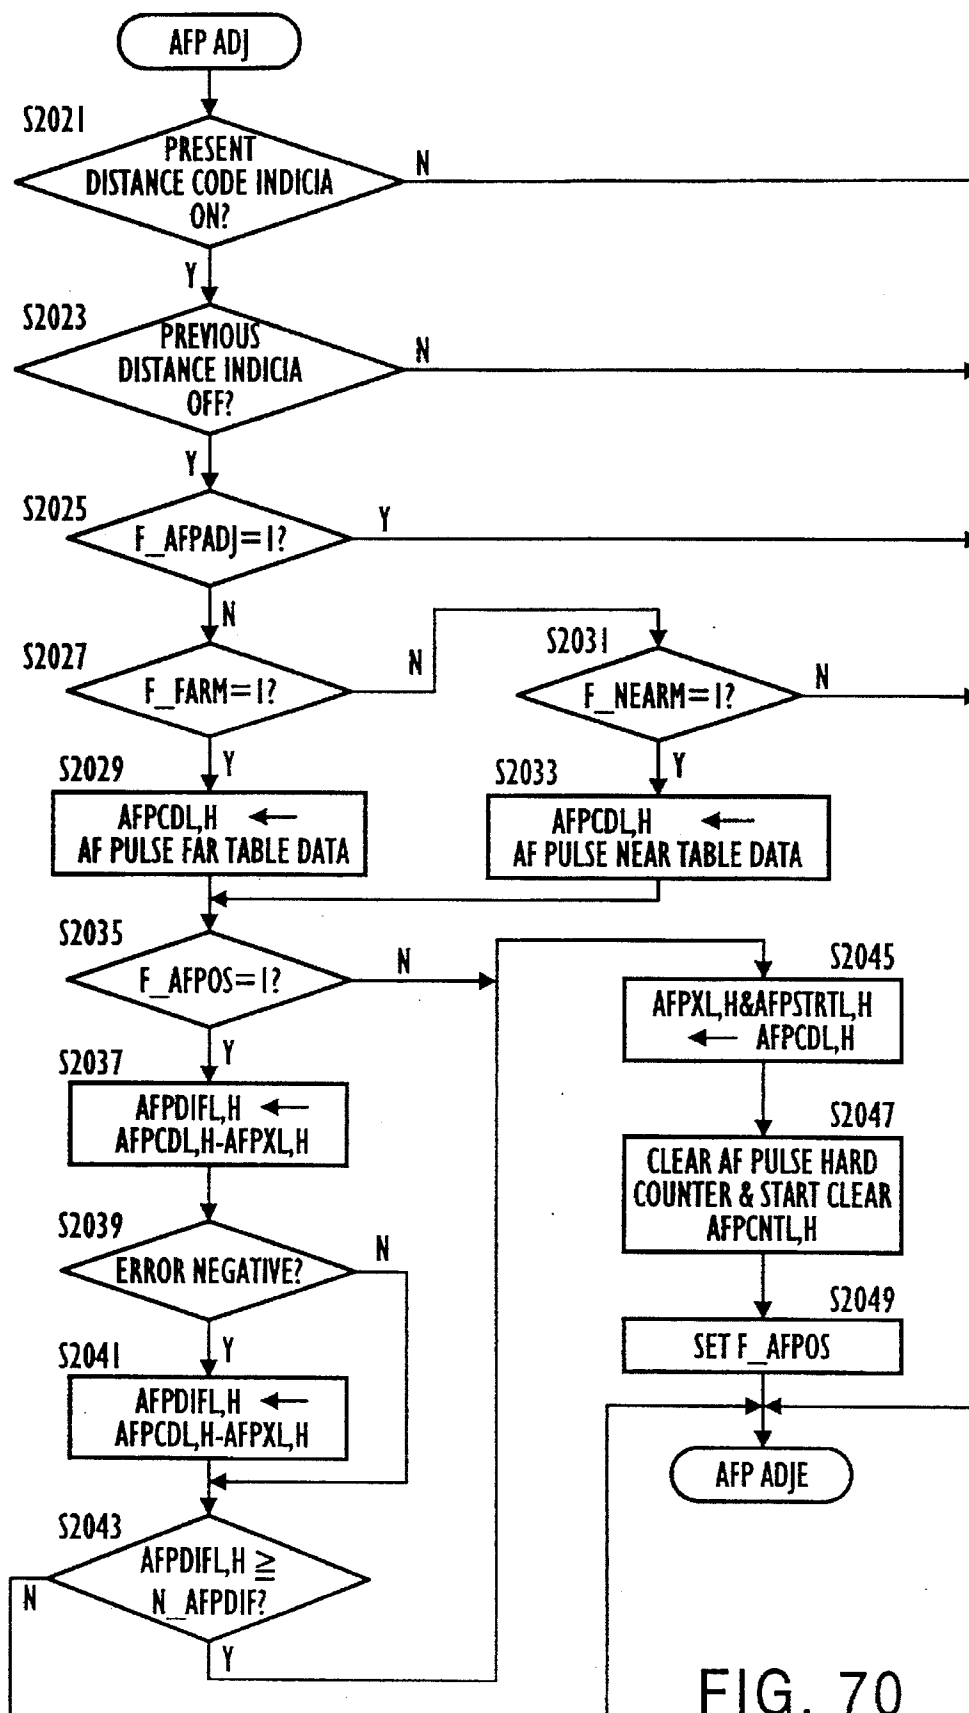 AFP ADJ
S2021
PRESENT
DISTANCE CODE INDICIA
ON?
N
Y
S2023
PREVIOUS
DISTANCE INDICIA
OFF?
N
Y
S2025
F_AFPADJ=1?
Y
N
S2027
F_FARM=1?
N
Y
S2031
F_NEARM=1?
N
Y
S2029
AFPCDL,H ←
AF PULSE FAR TABLE DATA
S2033
AFPCDL,H ←
AF PULSE NEAR TABLE DATA
S2035
F_AFPOS=1?
N
Y
S2037
AFPDIFL,H ←
AFPCDL,H-AFPXL,H
S2039
ERROR NEGATIVE?
N
Y
S2041
AFPDIFL,H ←
AFPCDL,H-AFPXL,H
S2043
AFPDIFL,H ≧
N_AFPDIF?
N
Y
S2045
AFPXL,H&AFPSTRTL,H
← AFPCDL,H
S2047
CLEAR AF PULSE HARD
COUNTER & START CLEAR
AFPCNTL,H
S2049
SET F_AFPOS
AFP ADJE
FIG. 70